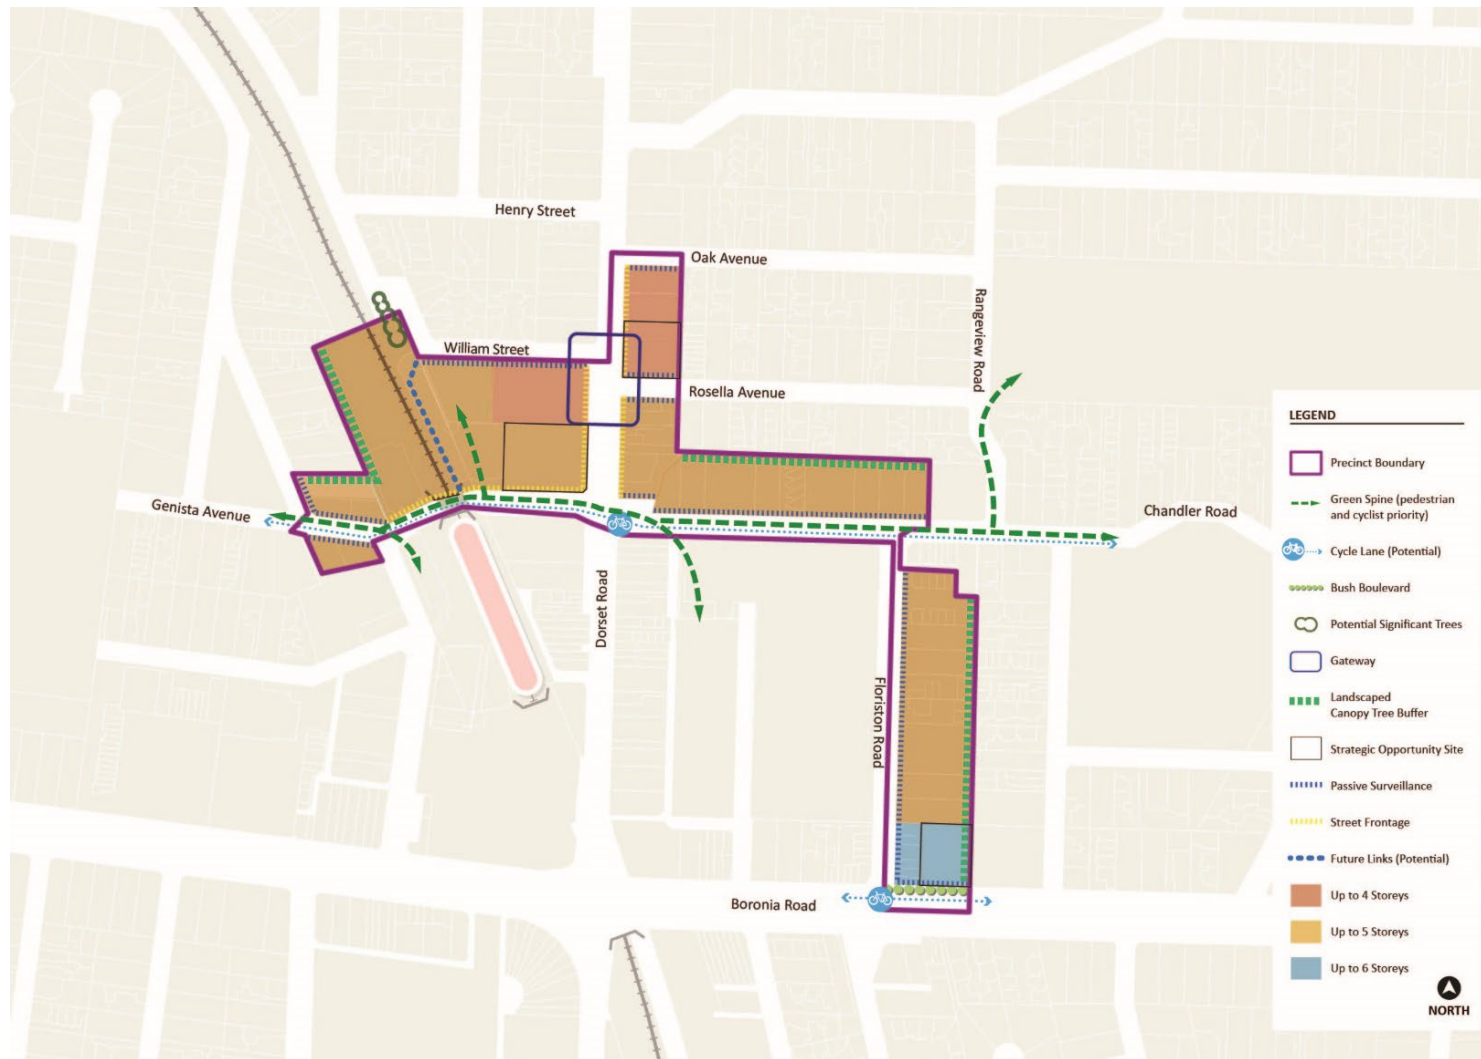 Henry Street
Oak Avenue
Rangeview Road
William Street
Rosella Avenue
Genista Avenue
Chandler Road
Dorset Road
Floriston Road
Boronia Road
LEGEND
Precinct Boundary
Green Spine (pedestrian
and cyclist priority)
Cycle Lane (Potential)
Bush Boulevard
Potential Significant Trees
Gateway
Landscaped
Canopy Tree Buffer
Strategic Opportunity Site
Passive Surveillance
Street Frontage
Future Links (Potential)
Up to 4 Storeys
Up to 5 Storeys
Up to 6 Storeys
NORTH